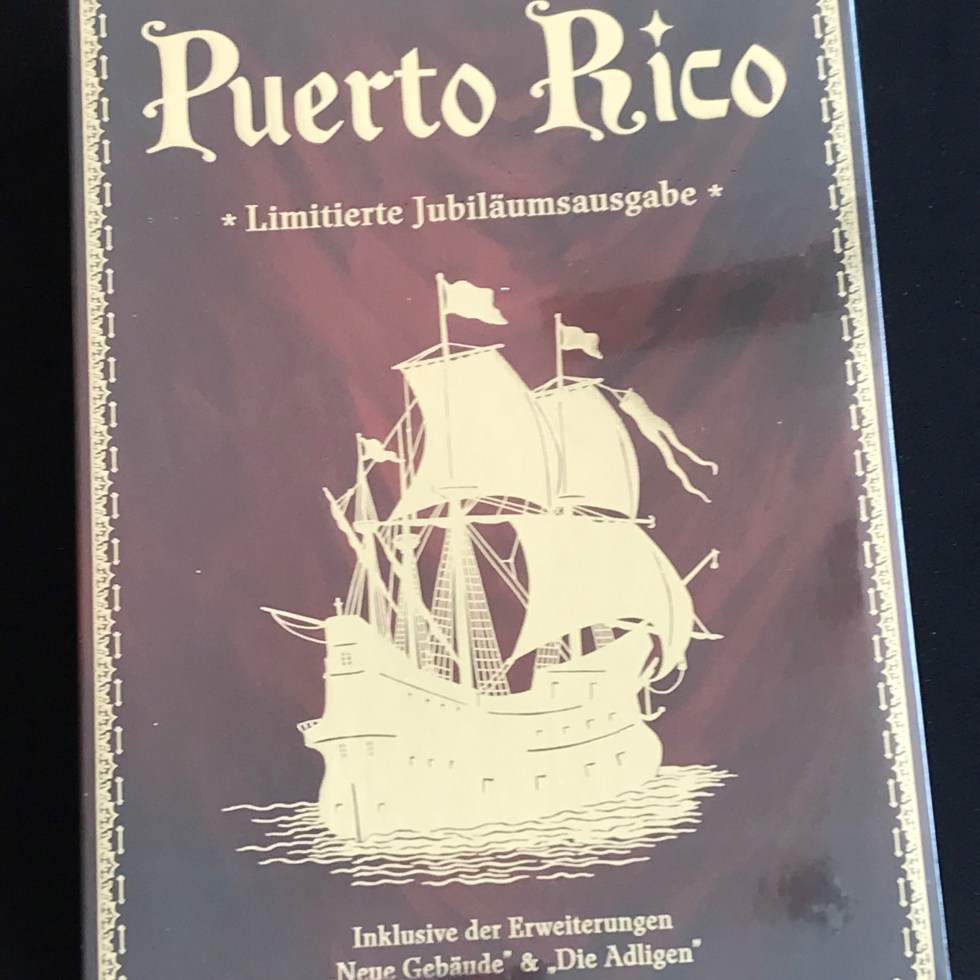 Puerto Rico
* Limitierte Jubiläumsausgabe *
Inklusive der Erweiterungen
Neue Gebäude" & „Die Adligen"